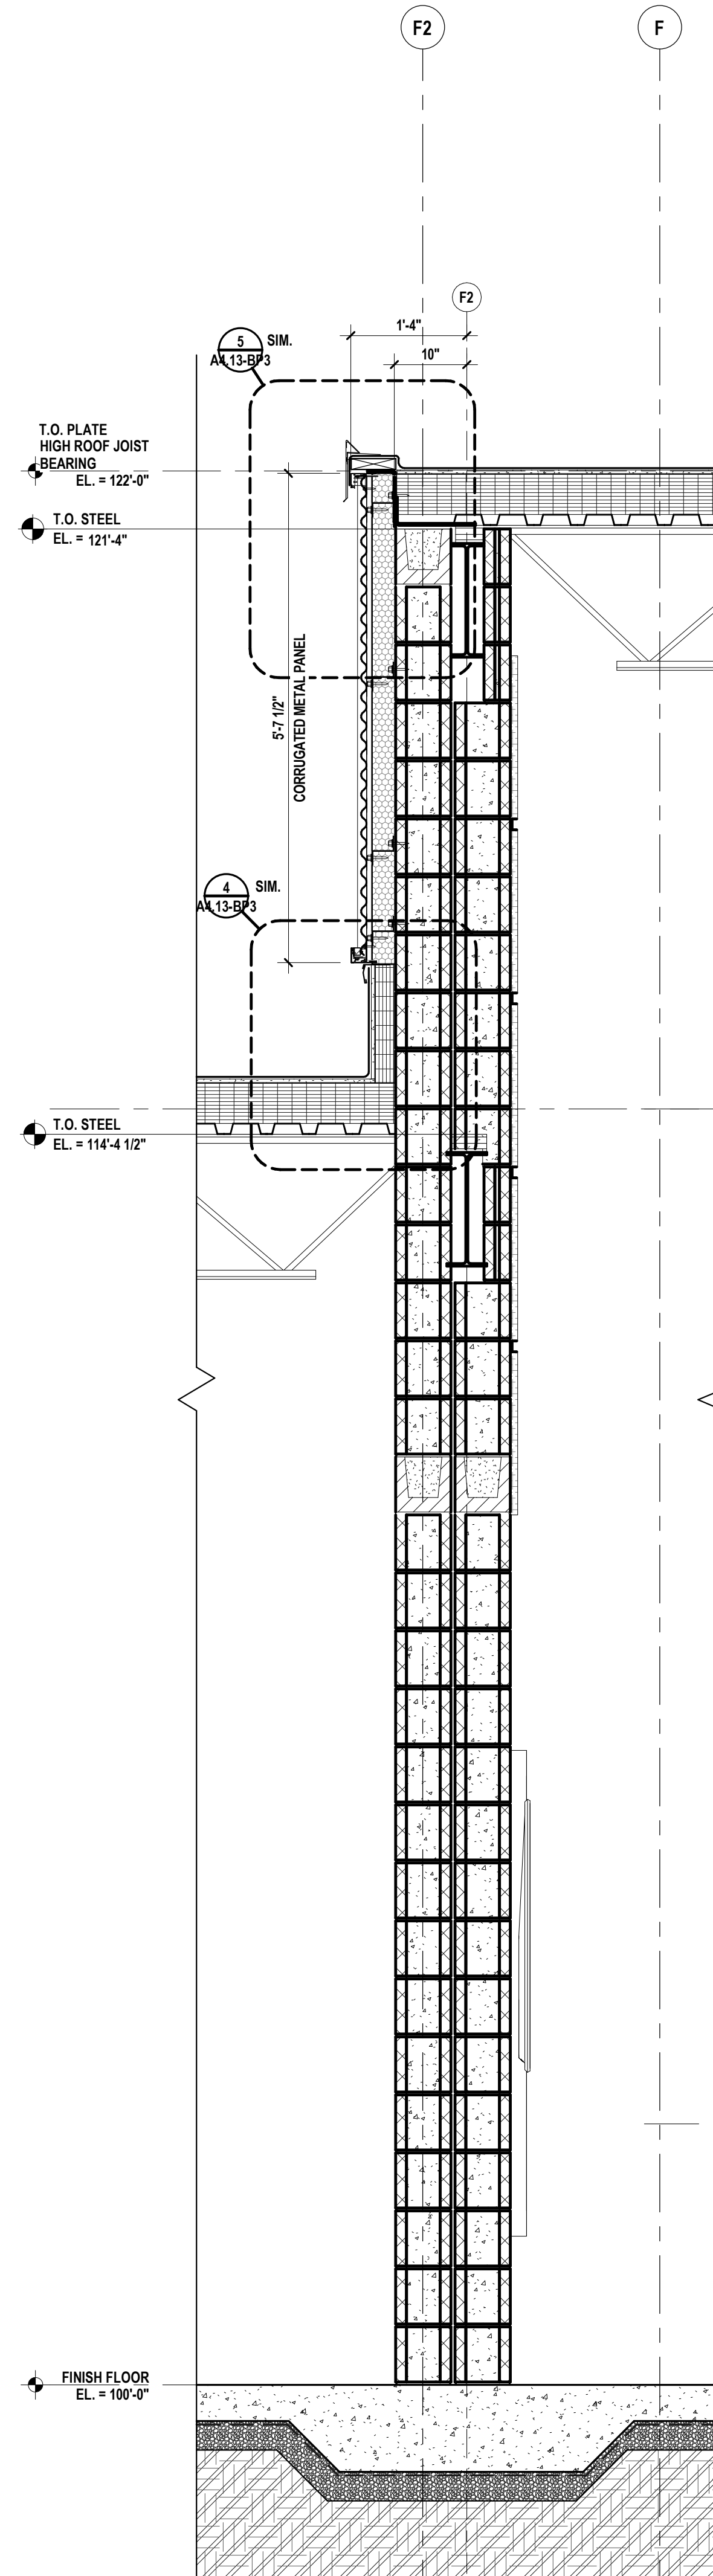 F2
F
F2
1'-4"
10"
5
SIM.
A4.13-BP3
T.O. PLATE
HIGH ROOF JOIST
BEARING
EL. = 122'-0"
T.O. STEEL
EL. = 121'-4"
5'-7 1/2"
CORRUGATED METAL PANEL
4
SIM.
A4.13-BP3
T.O. STEEL
EL. = 114'-4 1/2"
FINISH FLOOR
EL. = 100'-0"